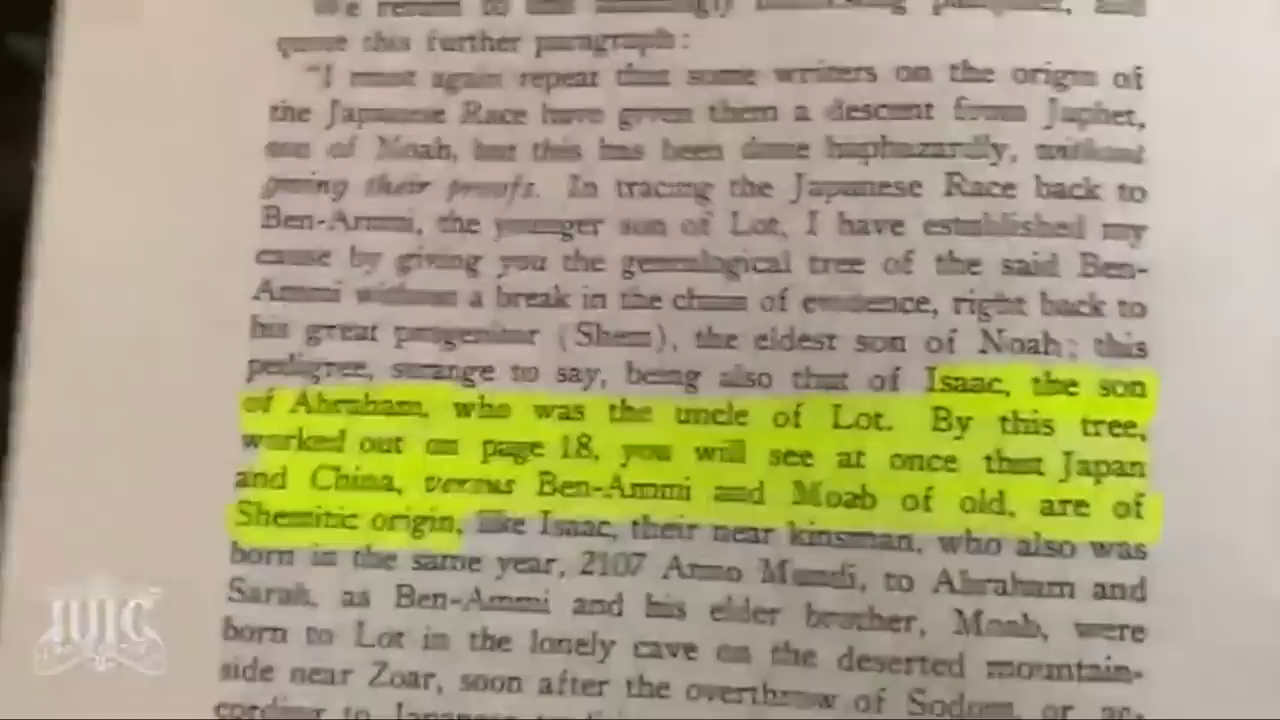 quote this further paragraph:
"I must again repeat that some writers on the origin of
the Japanese Race have given them a descent from Japhet,
son of Noah, but this has been done haphazardly, without
giving their proofs. In tracing the Japanese Race back to
Ben-Ammi, the younger son of Lot, I have established my
cause by giving you the genealogical tree of the said Ben-
Ammi without a break in the chain of evidence, right back to
his great progenitor (Shem), the eldest son of Noah; this
pedigree, strange to say, being also that of Isaac, the son
of Abraham, who was the uncle of Lot. By this tree,
worked out on page 18, you will see at once that Japan
and China, versus Ben-Ammi and Moab of old, are of
Shemitic origin, like Isaac, their near kinsman, who also was
born in the same year, 2107 Anno Mundi, to Abraham and
Sarah, as Ben-Ammi and his elder brother, Moab, were
born to Lot in the lonely cave on the deserted mountain-
side near Zoar, soon after the overthrow of Sodom, or ac-
cording to Japanese
IUIC